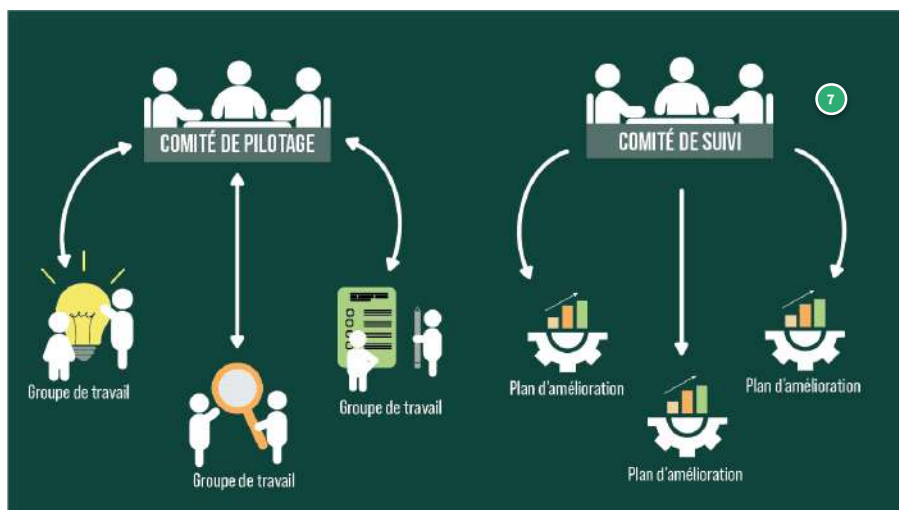 COMITÉ DE PILOTAGE
Groupe de travail
Groupe de travail
Groupe de travail
COMITÉ DE SUIVI
7
Plan d'amélioration
Plan d'amélioration
Plan d'amélioration